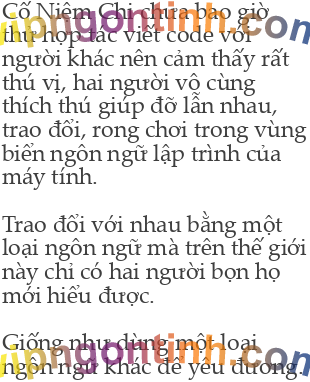 Cố Niệm Chi chưa bao giờ
thử hợp tác viết code với
người khác nên cảm thấy rất
thú vị, hai người vô cùng
thích thú giúp đỡ lẫn nhau,
trao đổi, rong chơi trong vùng
biển ngôn ngữ lập trình của
máy tính.
Trao đổi với nhau bằng một
loại ngôn ngữ mà trên thế giới
này chỉ có hai người bọn họ
mới hiểu được.
Giống như dùng một loại
ngôn ngữ khác để yêu đương.
vipngontinh.com
vipngontinh.com